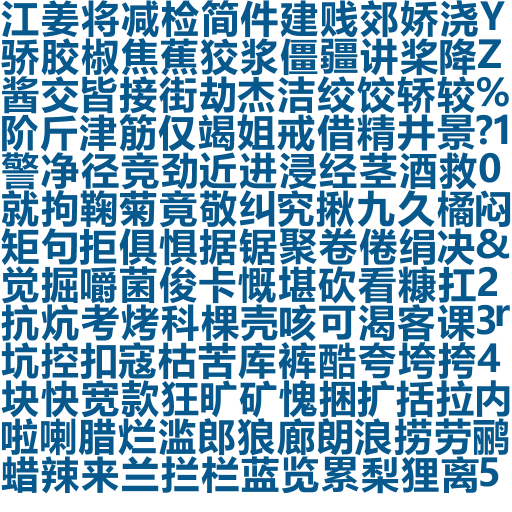 江姜将减检简件建贱郊娇浇Y
骄胶椒焦蕉狡浆僵疆讲桨降Z
酱交皆接街劫杰洁绞饺轿较%
阶斤津筋仅竭姐戒借精井景?1
警净径竞劲近进浸经茎酒救0
就拘鞠菊竟敬纠究揪九久橘闷
矩句拒俱惧据锯聚卷倦绢决&
觉掘嚼菌俊卡慨堪砍看糠扛2
抗炕考烤科棵壳咳可渴客课3r
坑控扣寇枯苦库裤酷夸垮挎4
块快宽款狂旷矿愧捆扩括拉内
啦喇腊烂滥郎狼廊朗浪捞劳鹂
蜡辣来兰拦栏蓝览累梨狸离5